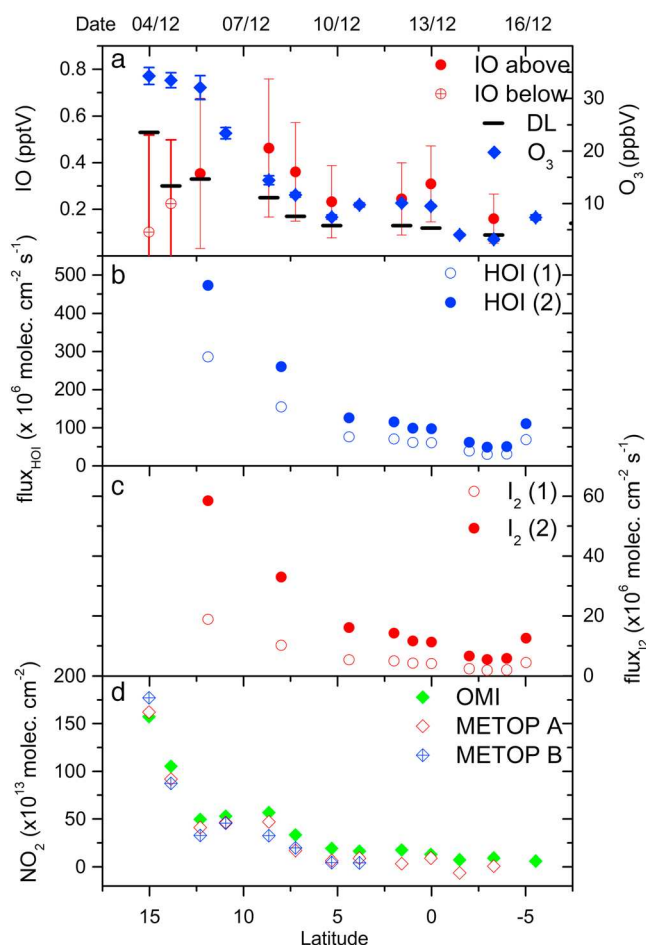 Date 04/12 07/12 10/12 13/12 16/12
a
IO above
IO below
DL
O3
0.8
0.6
0.4
0.2
IO (pptV)
30
20
10
0
O3 (ppbV)
b
HOI (1)
HOI (2)
500
400
300
200
100
0
fluxHOI (x 10^6 molec. cm^-2 s^-1)
c
I2 (1)
I2 (2)
60
40
20
0
fluxI2 (x10^6 molec. cm^-2 s^-1)
d
OMI
METOP A
METOP B
200
150
100
50
0
NO2 (x10^13 molec. cm^-2)
15 10 5 0 -5
Latitude